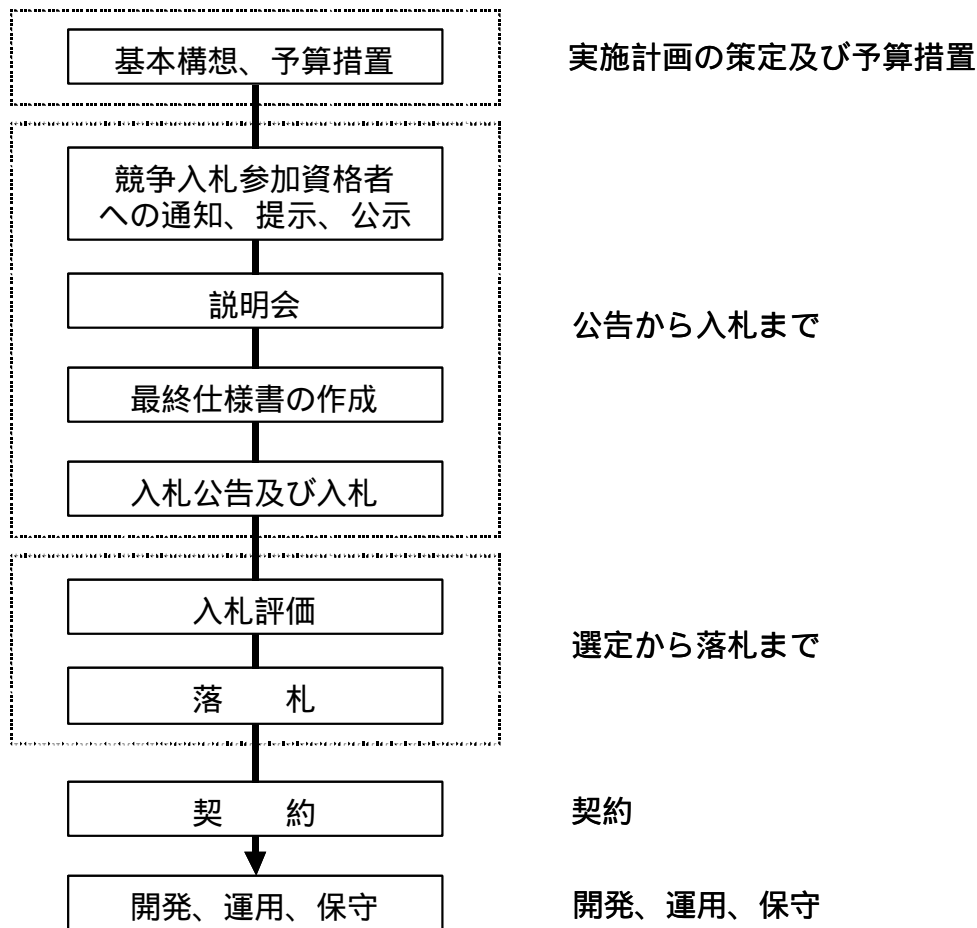 基本構想、予算措置
実施計画の策定及び予算措置
競争入札参加資格者
への通知、提示、公示
説明会
公告から入札まで
最終仕様書の作成
入札公告及び入札
入札評価
選定から落札まで
落　　札
契　　約
契約
開発、運用、保守
開発、運用、保守